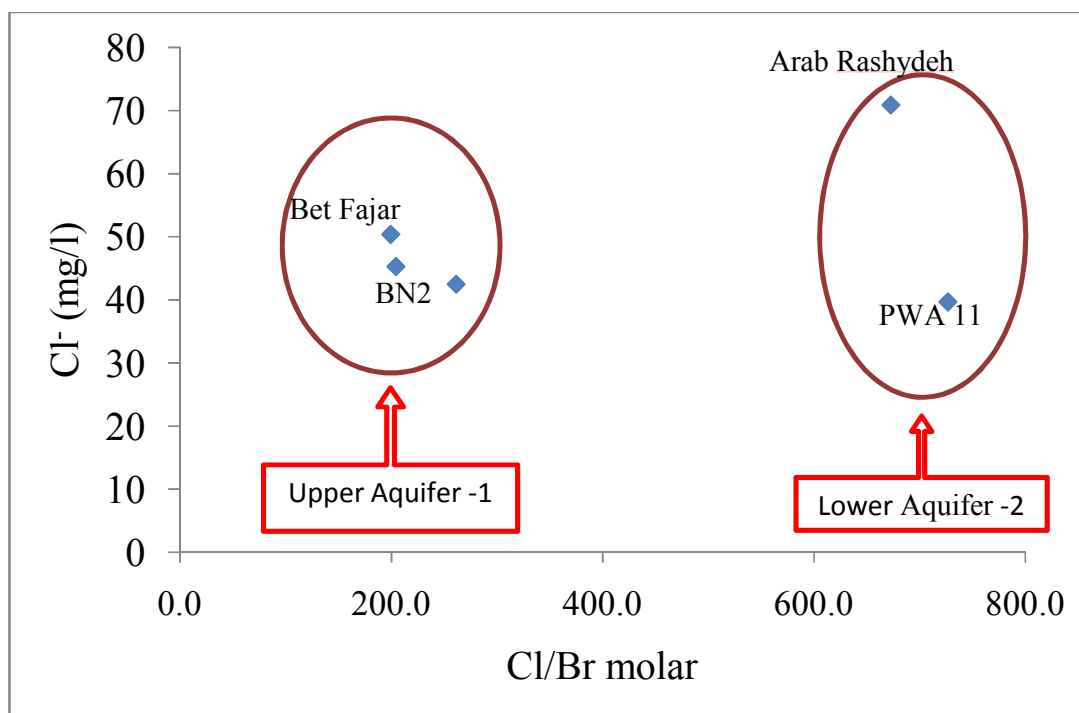 80
70
60
50
40
30
20
10
0
Cl⁻ (mg/l)
Arab Rashydeh
Bet Fajar
BN2
PWA 11
Upper Aquifer -1
Lower Aquifer -2
0.0 200.0 400.0 600.0 800.0
Cl/Br molar